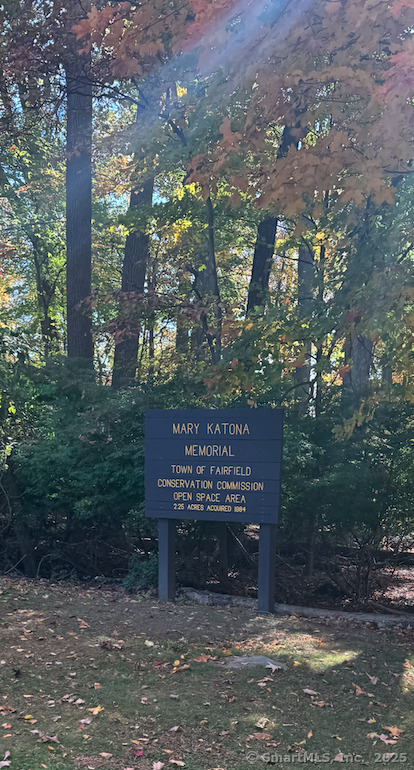 MARY KATONA
MEMORIAL
TOWN OF FAIRFIELD
CONSERVATION COMMISSION
OPEN SPACE AREA
2.25 ACRES ACQUIRED 1984
© SmartMLS, Inc. 2025